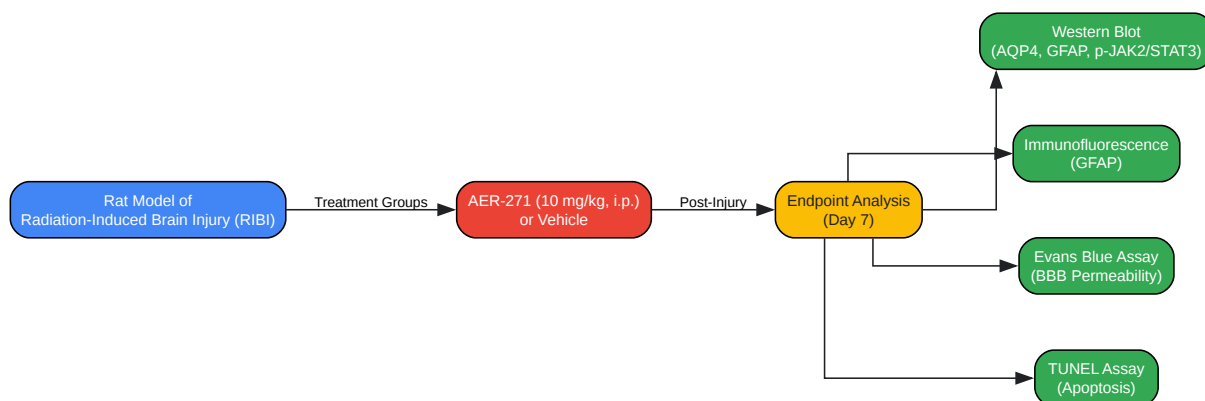 Western Blot
(AQP4, GFAP, p-JAK2/STAT3)
Immunofluorescence
(GFAP)
Rat Model of
Radiation-Induced Brain Injury (RIBI)
Treatment Groups
AER-271 (10 mg/kg, i.p.)
or Vehicle
Post-Injury
Endpoint Analysis
(Day 7)
Evans Blue Assay
(BBB Permeability)
TUNEL Assay
(Apoptosis)